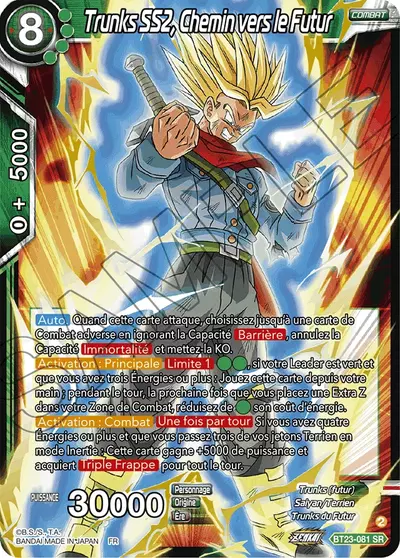 8
Trunks SS2, Chemin vers le Futur
COMBAT
0 + 5000
Auto. Quand cette carte attaque, choisissez jusqu'à une carte de
Combat adverse en ignorant la Capacité Barrière, annulez la
Capacité Immortalité et mettez-la KO.
Activation : Principale Limite 1, si votre Leader est vert et
que vous avez trois Énergies ou plus : Jouez cette carte depuis votre
main ; pendant le tour, la prochaine fois que vous placez une Extra Z
dans votre Zone de Combat, réduisez de son coût d'énergie.
Activation : Combat Une fois par tour Si vous avez quatre
Énergies ou plus et que vous passez trois de vos jetons Terrien en
mode Inertie : Cette carte gagne +5000 de puissance et
acquiert Triple Frappe pour tout le tour.
PUISSANCE 30000
Personnage Trunks (futur)
Origine Saiyan/Terrien
Ère Trunks du Futur
©B.S./S., T.A.
BANDAI MADE IN JAPAN FR
BT23-081 SR